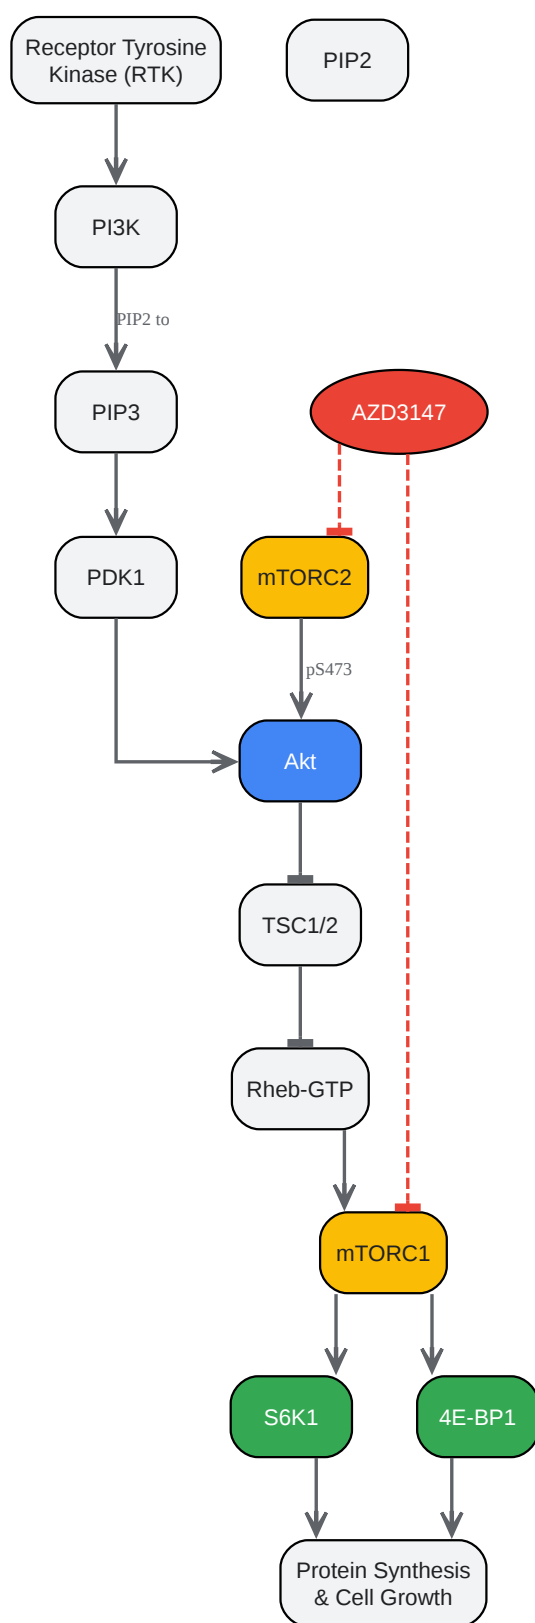 Receptor Tyrosine
Kinase (RTK)
PIP2
PI3K
PIP2 to
PIP3
AZD3147
PDK1
mTORC2
pS473
Akt
TSC1/2
Rheb-GTP
mTORC1
S6K1
4E-BP1
Protein Synthesis
& Cell Growth